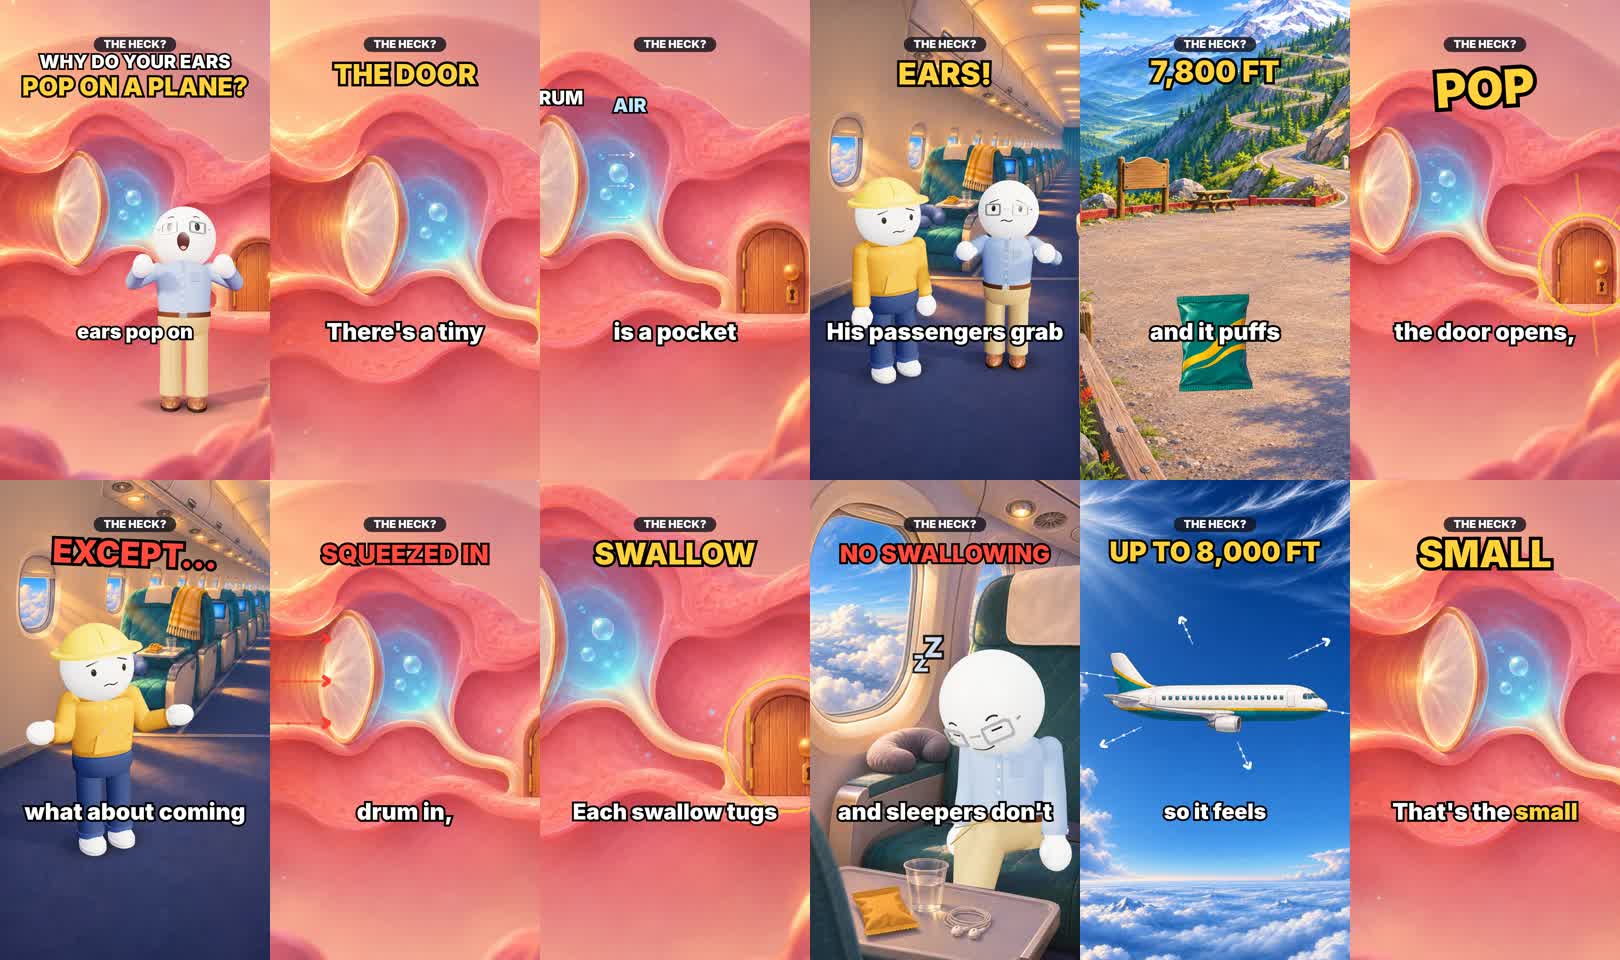 THE HECK?
WHY DO YOUR EARS
POP ON A PLANE?
ears pop on
THE HECK?
THE DOOR
There's a tiny
THE HECK?
RUM
AIR
is a pocket
THE HECK?
EARS!
His passengers grab
THE HECK?
7,800 FT
and it puffs
THE HECK?
POP
the door opens,
THE HECK?
EXCEPT...
what about coming
THE HECK?
SQUEEZED IN
drum in,
THE HECK?
SWALLOW
Each swallow tugs
THE HECK?
NO SWALLOWING
z Z
and sleepers don't
THE HECK?
UP TO 8,000 FT
so it feels
THE HECK?
SMALL
That's the small